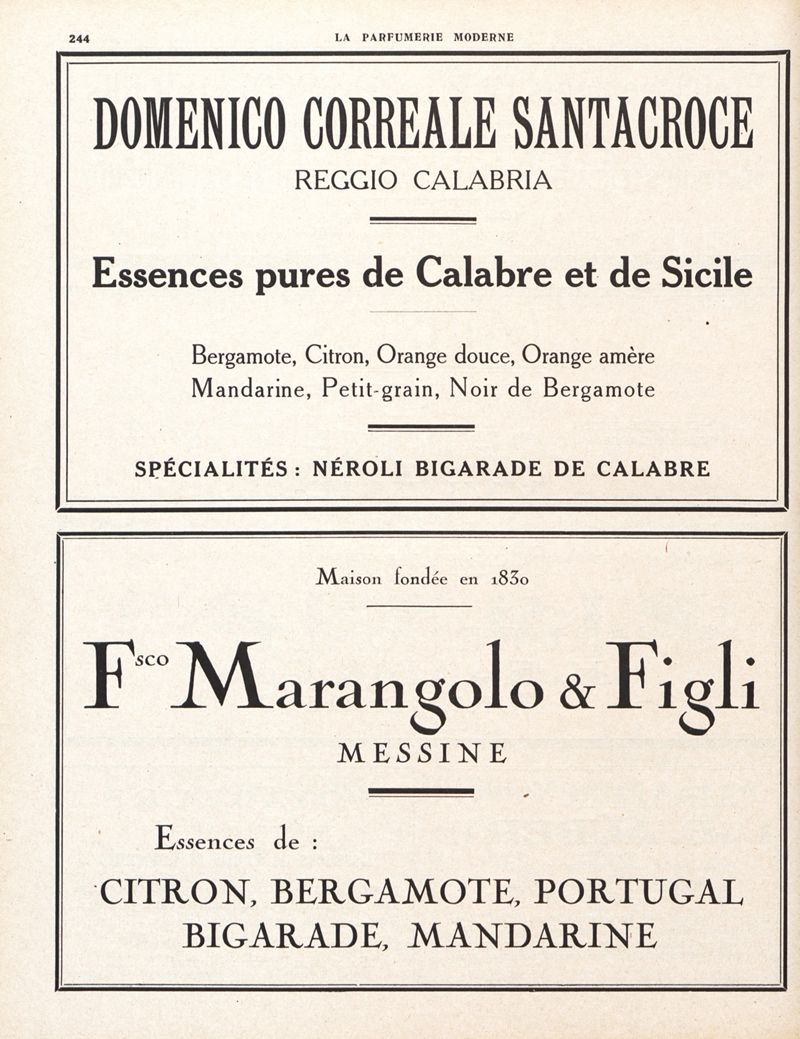 244
LA PARFUMERIE MODERNE
DOMENICO CORREALE SANTACROCE
REGGIO CALABRIA
Essences pures de Calabre et de Sicile
Bergamote, Citron, Orange douce, Orange amère
Mandarine, Petit-grain, Noir de Bergamote
SPÉCIALITÉS : NÉROLI BIGARADE DE CALABRE
Maison fondée en 1830
Fsco Marangolo & Figli
MESSINE
Essences de :
CITRON, BERGAMOTE, PORTUGAL
BIGARADE, MANDARINE